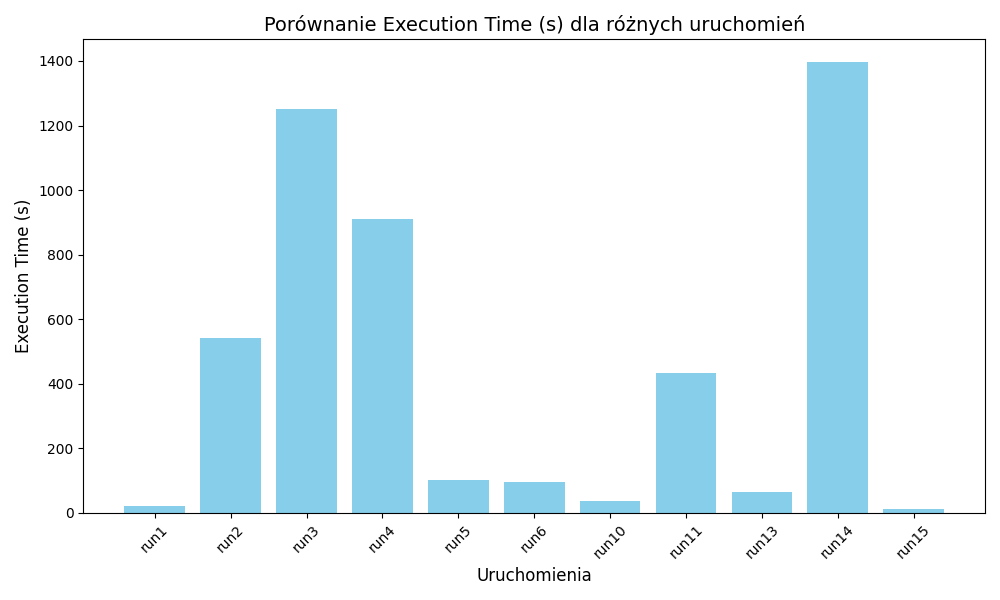 Porównanie Execution Time (s) dla różnych uruchomień
Execution Time (s)
1400
1200
1000
800
600
400
200
0
run1
run2
run3
run4
run5
run6
run10
run11
run13
run14
run15
Uruchomienia